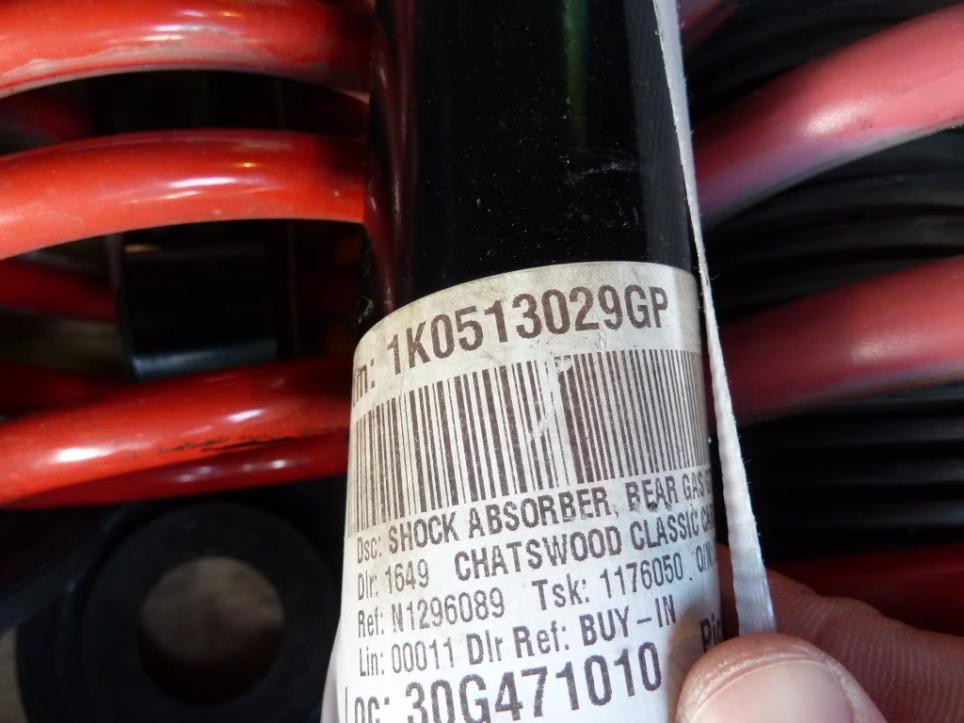 1K0513029GP
Dsc: SHOCK ABSORBER, REAR GAS
Dlr: 1649 CHATSWOOD CLASSIC
Ref: N1296089 Tsk: 1176050 O/N
Lin: 00011 Dlr Ref: BUY-IN
Loc: 30G471010